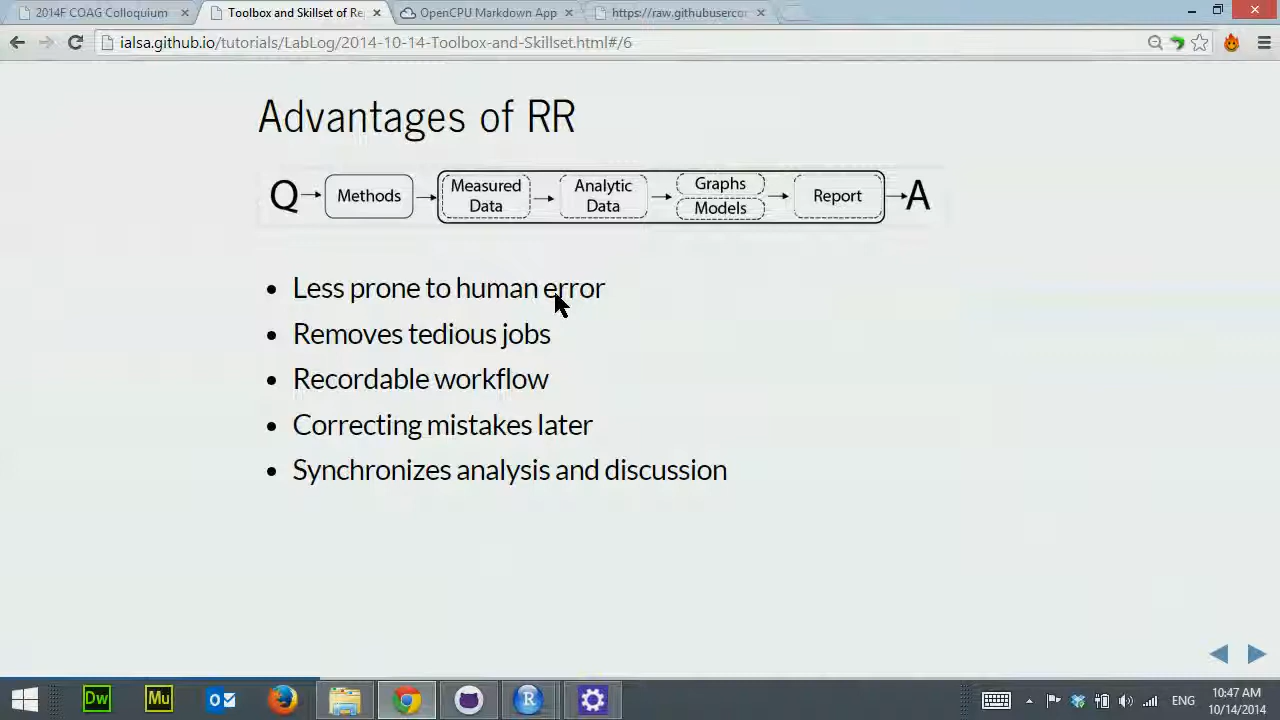 2014F COAG Colloquium
Toolbox and Skillset of Re
OpenCPU Markdown App
https://raw.githubusercor
ialsa.github.io/tutorials/LabLog/2014-10-14-Toolbox-and-Skillset.html#/6
Advantages of RR
Q
Methods
Measured
Data
Analytic
Data
Graphs
Models
Report
A
Less prone to human error
Removes tedious jobs
Recordable workflow
Correcting mistakes later
Synchronizes analysis and discussion
Dw
Mu
R
ENG
10:47 AM
10/14/2014